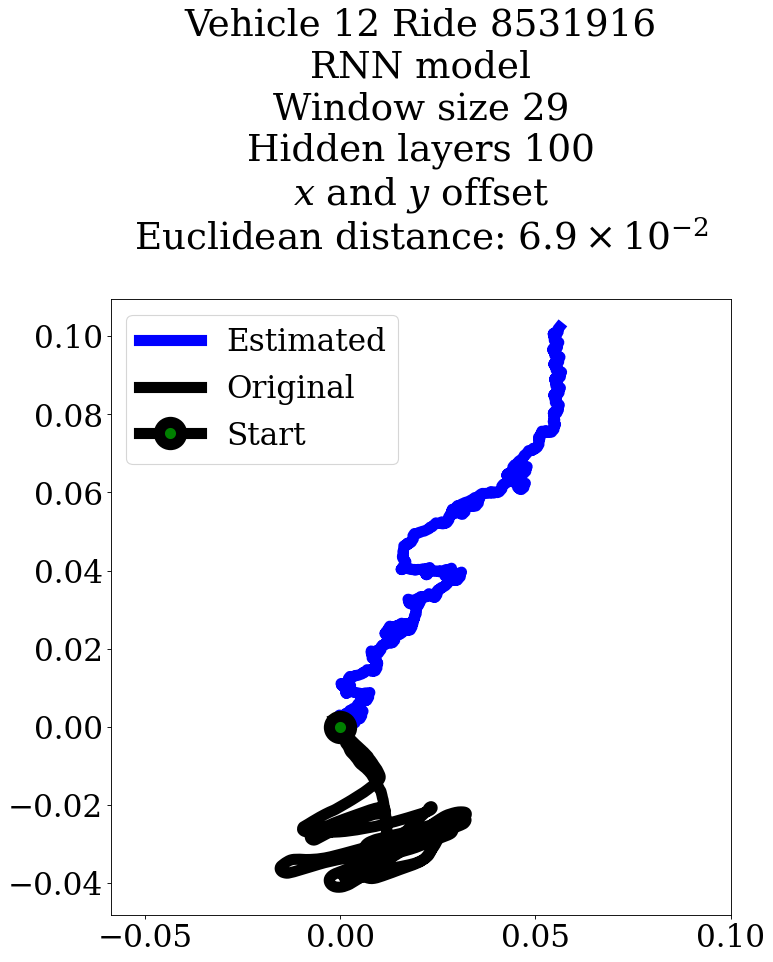 Vehicle 12 Ride 8531916
RNN model
Window size 29
Hidden layers 100
x and y offset
Euclidean distance: 6.9 × 10⁻²
Estimated
Original
Start
0.10
0.08
0.06
0.04
0.02
0.00
−0.02
−0.04
−0.05 0.00 0.05 0.10